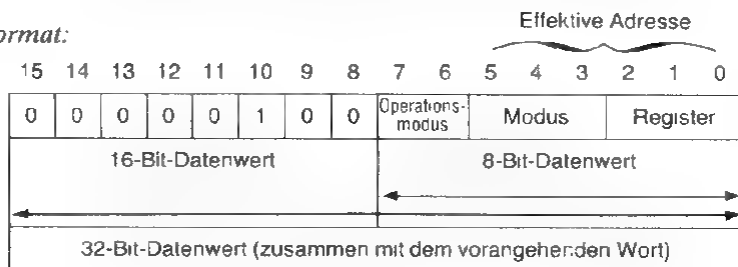 Effektive Adresse
ormat:
15 14 13 12 11 10 9 8 7 6 5 4 3 2 1 0
0 0 0 0 0 1 0 0 Operations-
modus Modus Register
16-Bit-Datenwert 8-Bit-Datenwert
32-Bit-Datenwert (zusammen mit dem vorangehenden Wort)